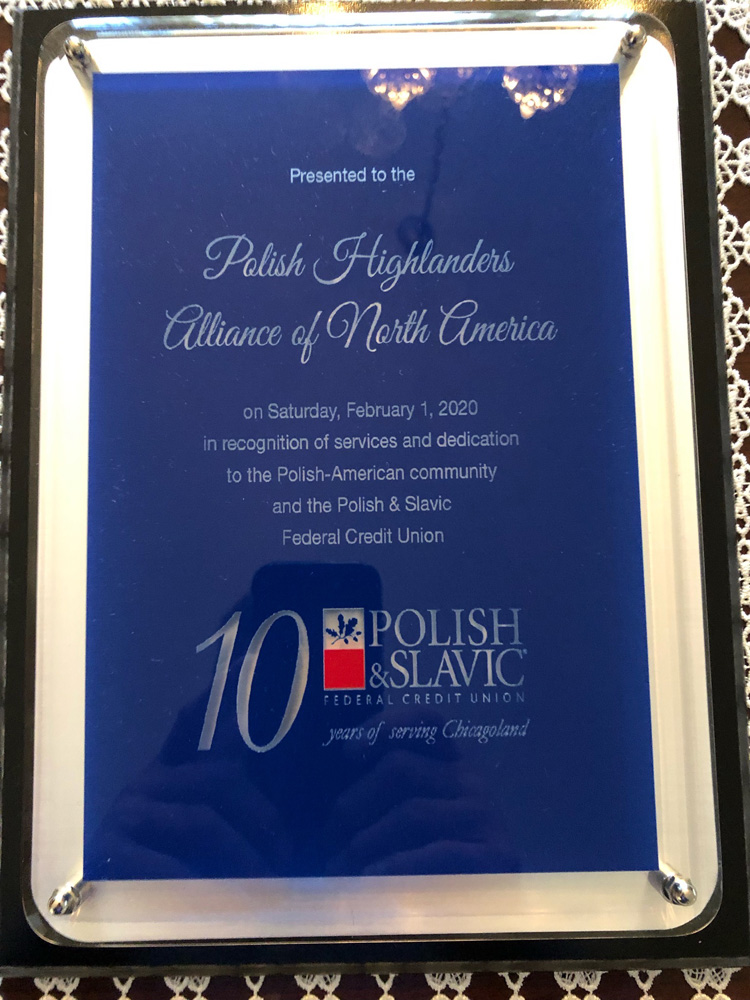 Presented to the
Polish Highlanders
Alliance of North America
on Saturday, February 1, 2020
in recognition of services and dedication
to the Polish-American community
and the Polish & Slavic
Federal Credit Union
10
POLISH
&SLAVIC
FEDERAL CREDIT UNION
years of serving Chicagoland